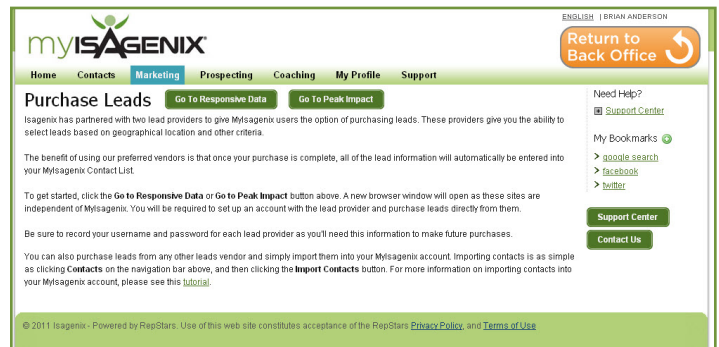 ENGLISH | BRIAN ANDERSON
myISAGENIX
Return to
Back Office
Home Contacts Marketing Prospecting Coaching My Profile Support
Purchase Leads Go To Responsive Data Go To Peak Impact
Isagenix has partnered with two lead providers to give MyIsagenix users the option of purchasing leads. These providers give you the ability to
select leads based on geographical location and other criteria.
The benefit of using our preferred vendors is that once your purchase is complete, all of the lead information will automatically be entered into
your MyIsagenix Contact List.
To get started, click the Go to Responsive Data or Go to Peak Impact button above. A new browser window will open as these sites are
independent of MyIsagenix. You will be required to set up an account with the lead provider and purchase leads directly from them.
Be sure to record your username and password for each lead provider as you'll need this information to make future purchases.
You can also purchase leads from any other leads vendor and simply import them into your MyIsagenix account. Importing contacts is as simple
as clicking Contacts on the navigation bar above, and then clicking the Import Contacts button. For more information on importing contacts into
your MyIsagenix account, please see this tutorial.
Need Help?
Support Center
My Bookmarks
google search
facebook
twitter
Support Center
Contact Us
© 2011 Isagenix - Powered by RepStars. Use of this web site constitutes acceptance of the RepStars Privacy Policy, and Terms of Use